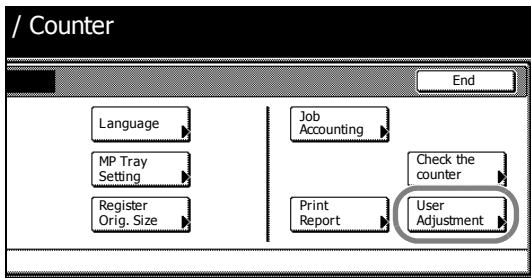 / Counter
End
Language
MP Tray
Setting
Register
Orig. Size
Job
Accounting
Check the
counter
Print
Report
User
Adjustment